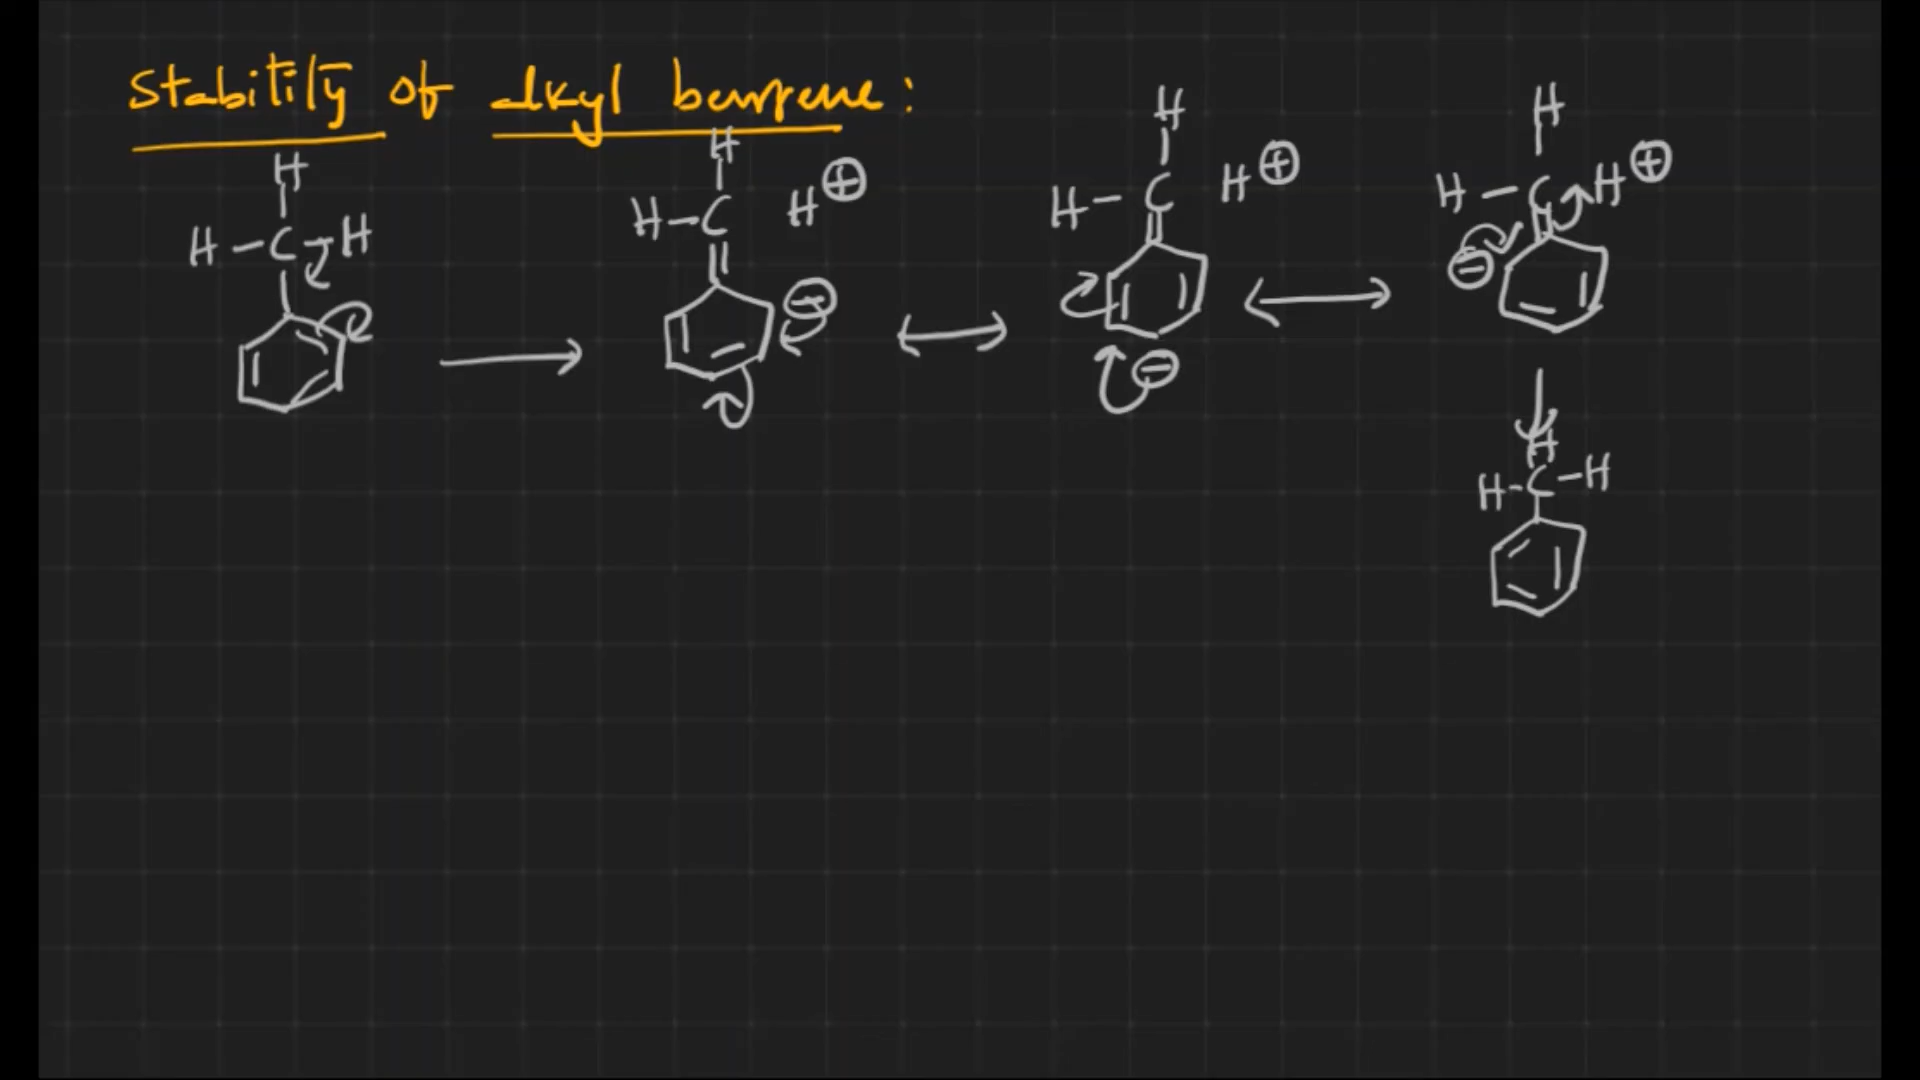 Stability of alkyl benzene:
H
H-C-H
H
H-C H⊕
⊖
H
H-C H⊕
⊖
H
H-C H⊕
⊖
H
H-C-H